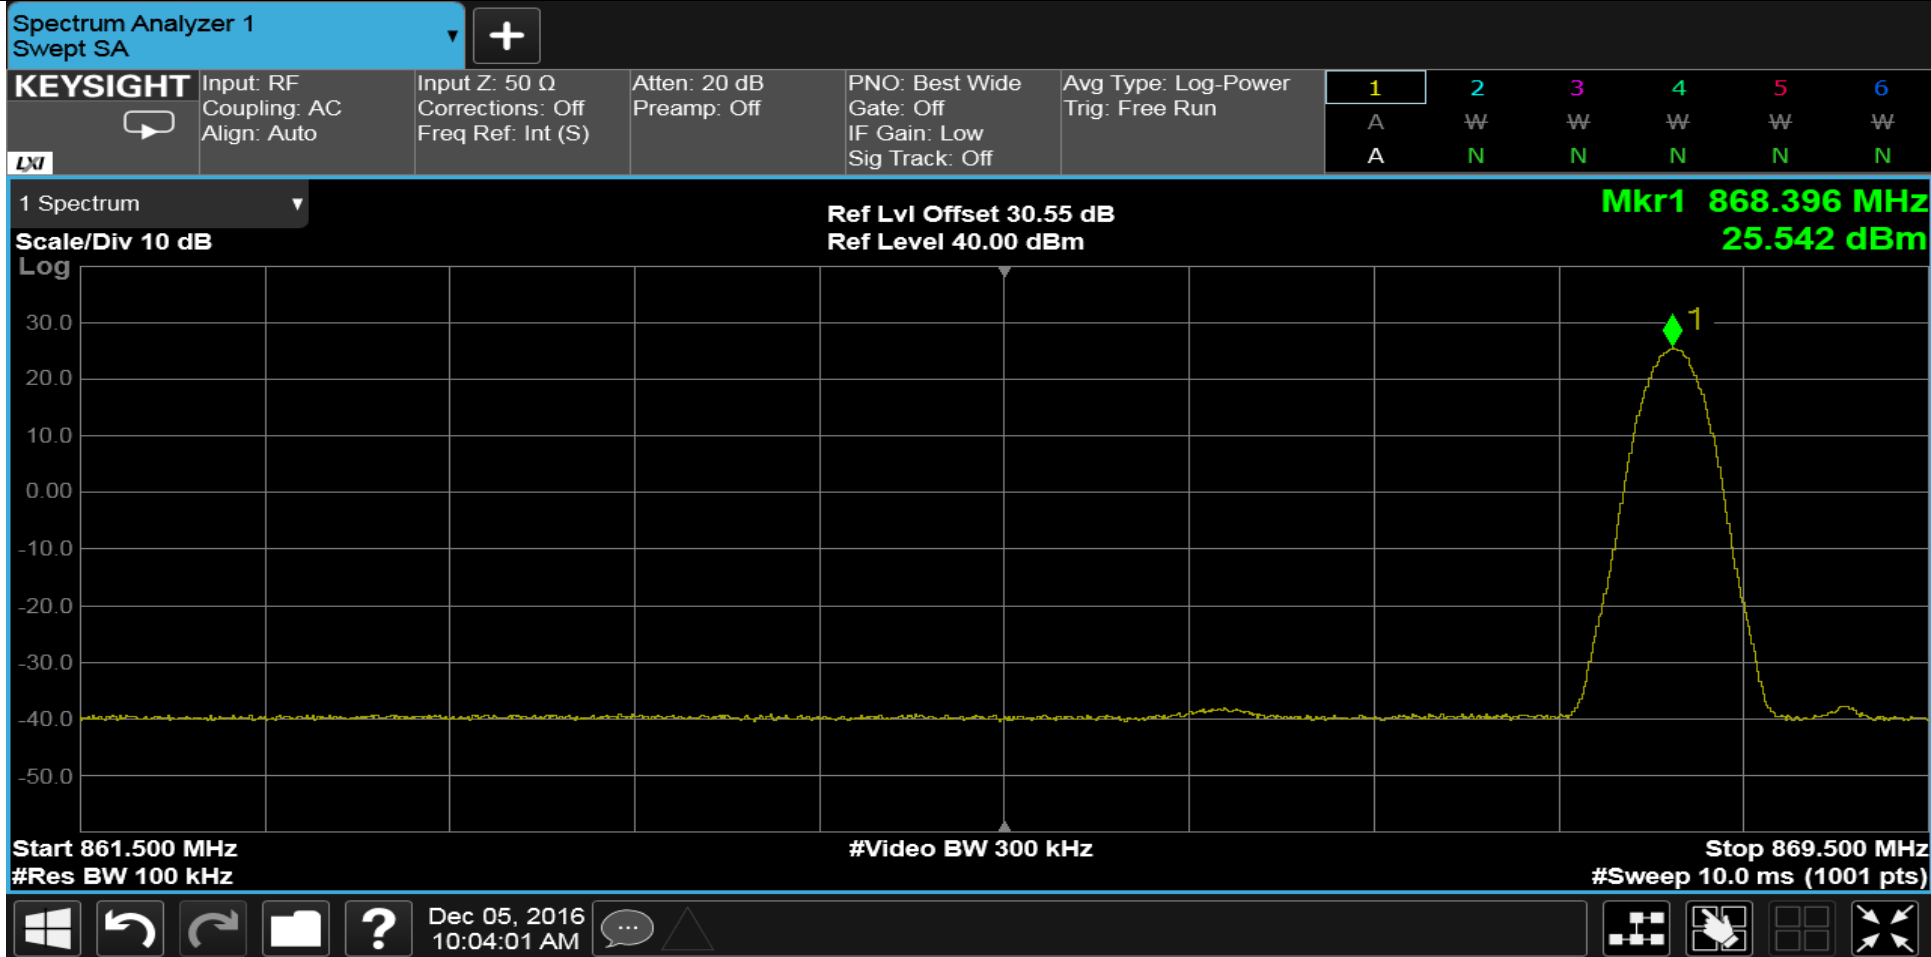 Spectrum Analyzer 1
Swept SA
KEYSIGHT
LXI
Input: RF
Coupling: AC
Align: Auto
Input Z: 50 Ω
Corrections: Off
Freq Ref: Int (S)
Atten: 20 dB
Preamp: Off
PNO: Best Wide
Gate: Off
IF Gain: Low
Sig Track: Off
Avg Type: Log-Power
Trig: Free Run
1 2 3 4 5 6
A W W W W W
A N N N N N
1 Spectrum
Scale/Div 10 dB
Log
Ref Lvl Offset 30.55 dB
Ref Level 40.00 dBm
Mkr1 868.396 MHz
25.542 dBm
1
30.0
20.0
10.0
0.00
-10.0
-20.0
-30.0
-40.0
-50.0
Start 861.500 MHz
#Res BW 100 kHz
#Video BW 300 kHz
Stop 869.500 MHz
#Sweep 10.0 ms (1001 pts)
?
Dec 05, 2016
10:04:01 AM